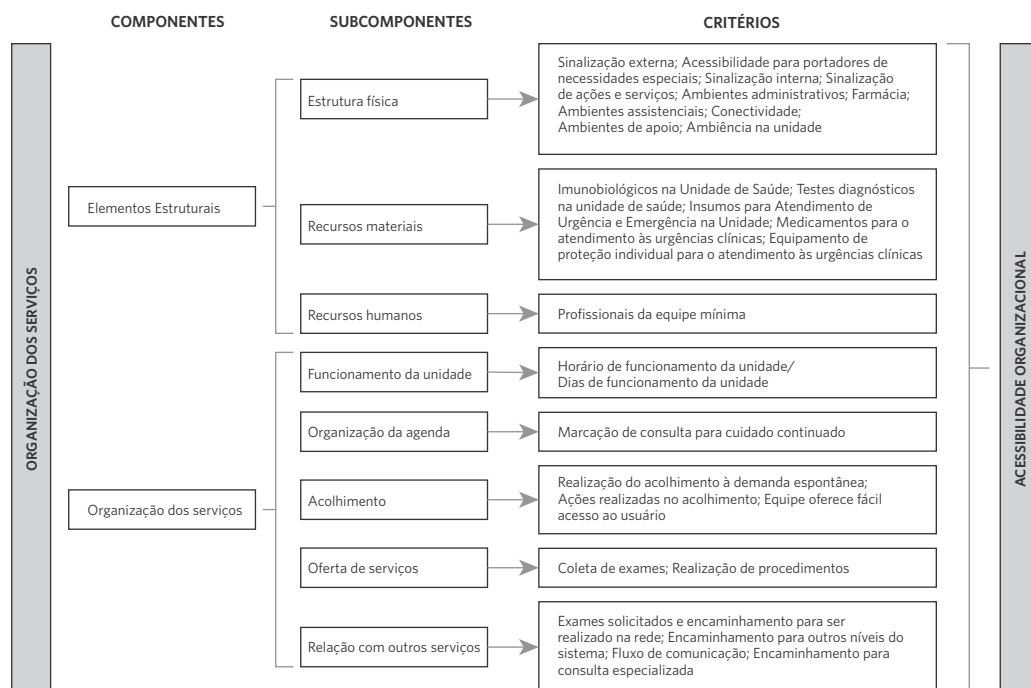 COMPONENTES
SUBCOMPONENTES
CRITÉRIOS
ORGANIZAÇÃO DOS SERVIÇOS
Elementos Estruturais
Estrutura física
Sinalização externa; Acessibilidade para portadores de
necessidades especiais; Sinalização interna; Sinalização
de ações e serviços; Ambientes administrativos; Farmácia;
Ambientes assistenciais; Conectividade;
Ambientes de apoio; Ambiência na unidade
Recursos materiais
Imunobiológicos na Unidade de Saúde; Testes diagnósticos
na unidade de saúde; Insumos para Atendimento de
Urgência e Emergência na Unidade; Medicamentos para o
atendimento às urgências clínicas; Equipamento de
proteção individual para o atendimento às urgências clínicas
Recursos humanos
Profissionais da equipe mínima
Organização dos serviços
Funcionamento da unidade
Horário de funcionamento da unidade/
Dias de funcionamento da unidade
Organização da agenda
Marcação de consulta para cuidado continuado
Acolhimento
Realização do acolhimento à demanda espontânea;
Ações realizadas no acolhimento; Equipe oferece fácil
acesso ao usuário
Oferta de serviços
Coleta de exames; Realização de procedimentos
Relação com outros serviços
Exames solicitados e encaminhamento para ser
realizado na rede; Encaminhamento para outros níveis do
sistema; Fluxo de comunicação; Encaminhamento para
consulta especializada
ACESSIBILIDADE ORGANIZACIONAL